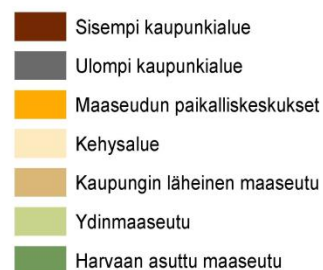 Sisempi kaupunkialue
Ulompi kaupunkialue
Maaseudun paikalliskeskukset
Kehysalue
Kaupungin läheinen maaseutu
Ydinmaaseutu
Harvaan asuttu maaseutu